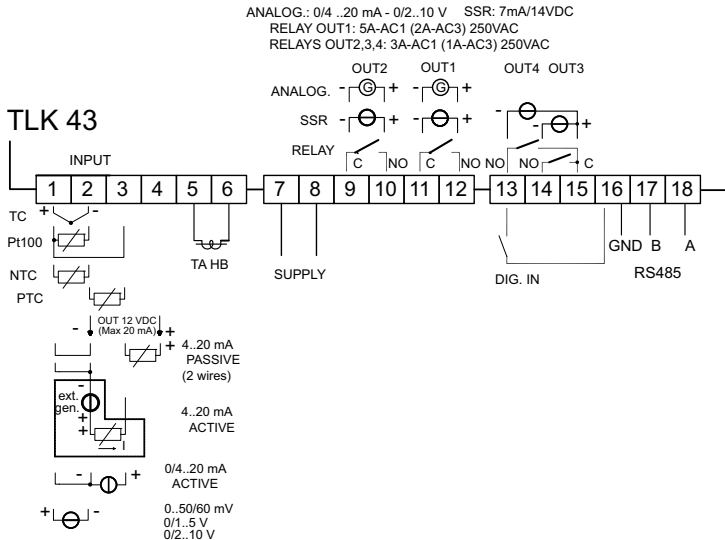 ANALOG.: 0/4 ..20 mA - 0/2..10 V SSR: 7mA/14VDC
RELAY OUT1: 5A-AC1 (2A-AC3) 250VAC
RELAYS OUT2,3,4: 3A-AC1 (1A-AC3) 250VAC
OUT2 OUT1 OUT4 OUT3
ANALOG. - G + - G +
SSR - + - + - - +
RELAY
TLK 43
INPUT
C NO C NO NO NO C
1 2 3 4 5 6 7 8 9 10 11 12 13 14 15 16 17 18
TC + -
Pt100
GND B A
TA HB
SUPPLY
DIG. IN
RS485
NTC
PTC
OUT 12 VDC
(Max 20 mA)
- +
+ 4..20 mA
PASSIVE
(2 wires)
-
ext.
gen.
+
+
I
4..20 mA
ACTIVE
- +
0/4..20 mA
ACTIVE
+ -
0..50/60 mV
0/1..5 V
0/2..10 V